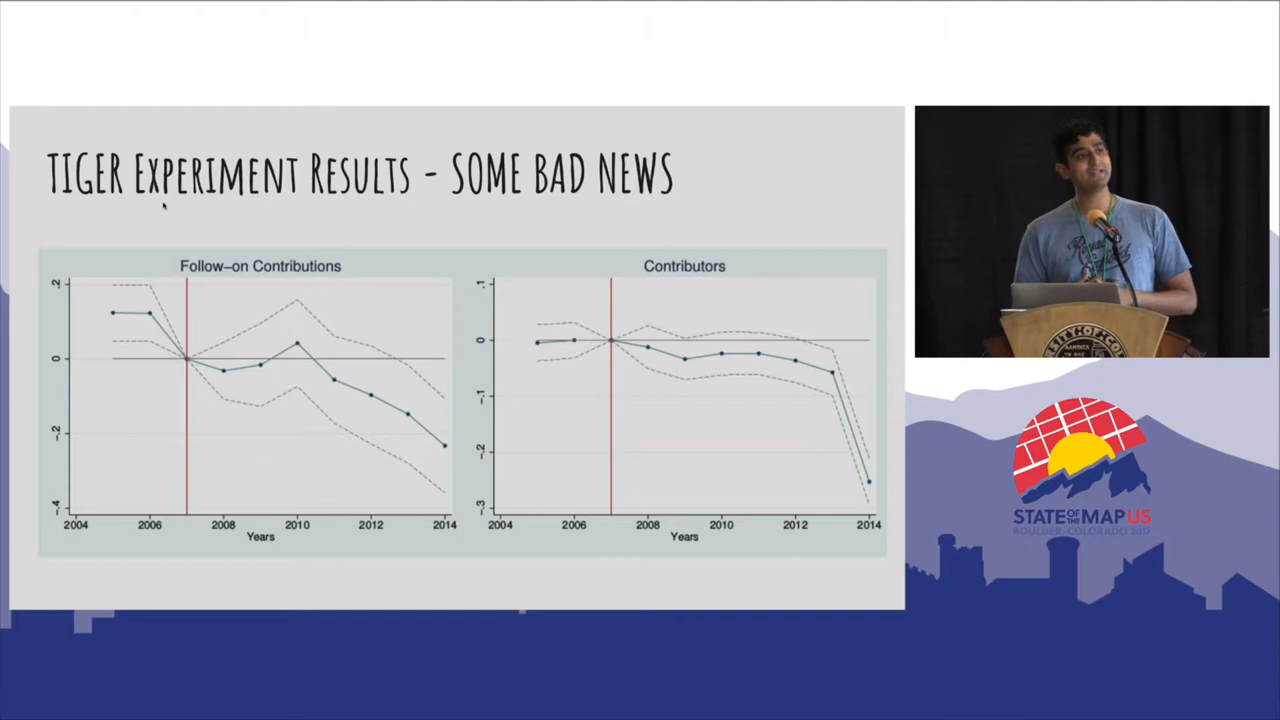 TIGER EXPERIMENT RESULTS - SOME BAD NEWS
Follow-on Contributions
.2
0
-.2
-.4
2004 2006 2008 2010 2012 2014
Years
Contributors
.1
0
-.1
-.2
-.3
2004 2006 2008 2010 2012 2014
Years
STATE OF THE MAP US
BOULDER, COLORADO 2017